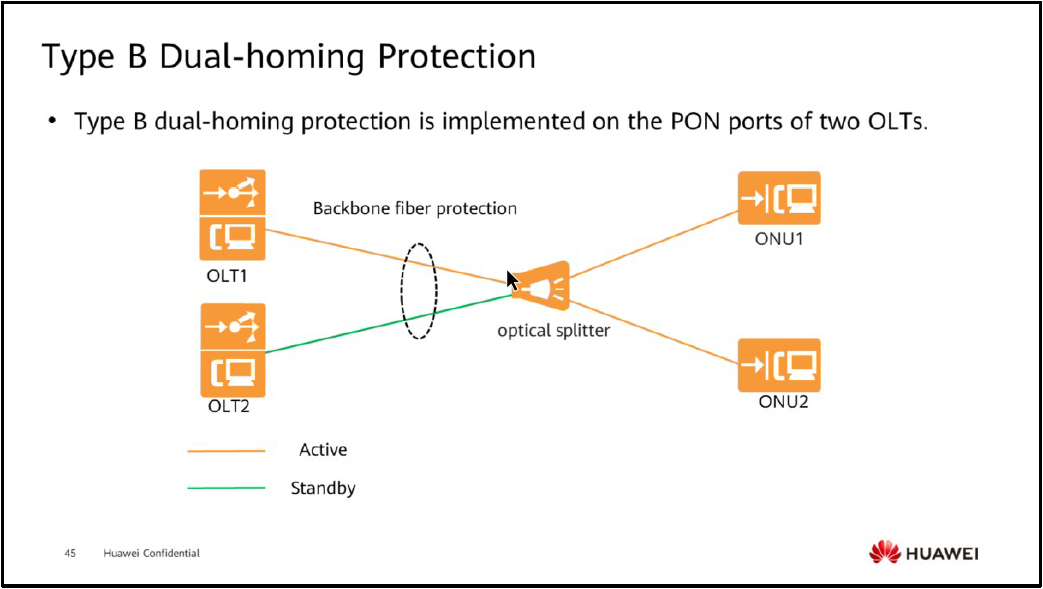 Type B Dual-homing Protection
• Type B dual-homing protection is implemented on the PON ports of two OLTs.
Backbone fiber protection
ONU1
OLT1
optical splitter
ONU2
OLT2
Active
Standby
45 Huawei Confidential
HUAWEI